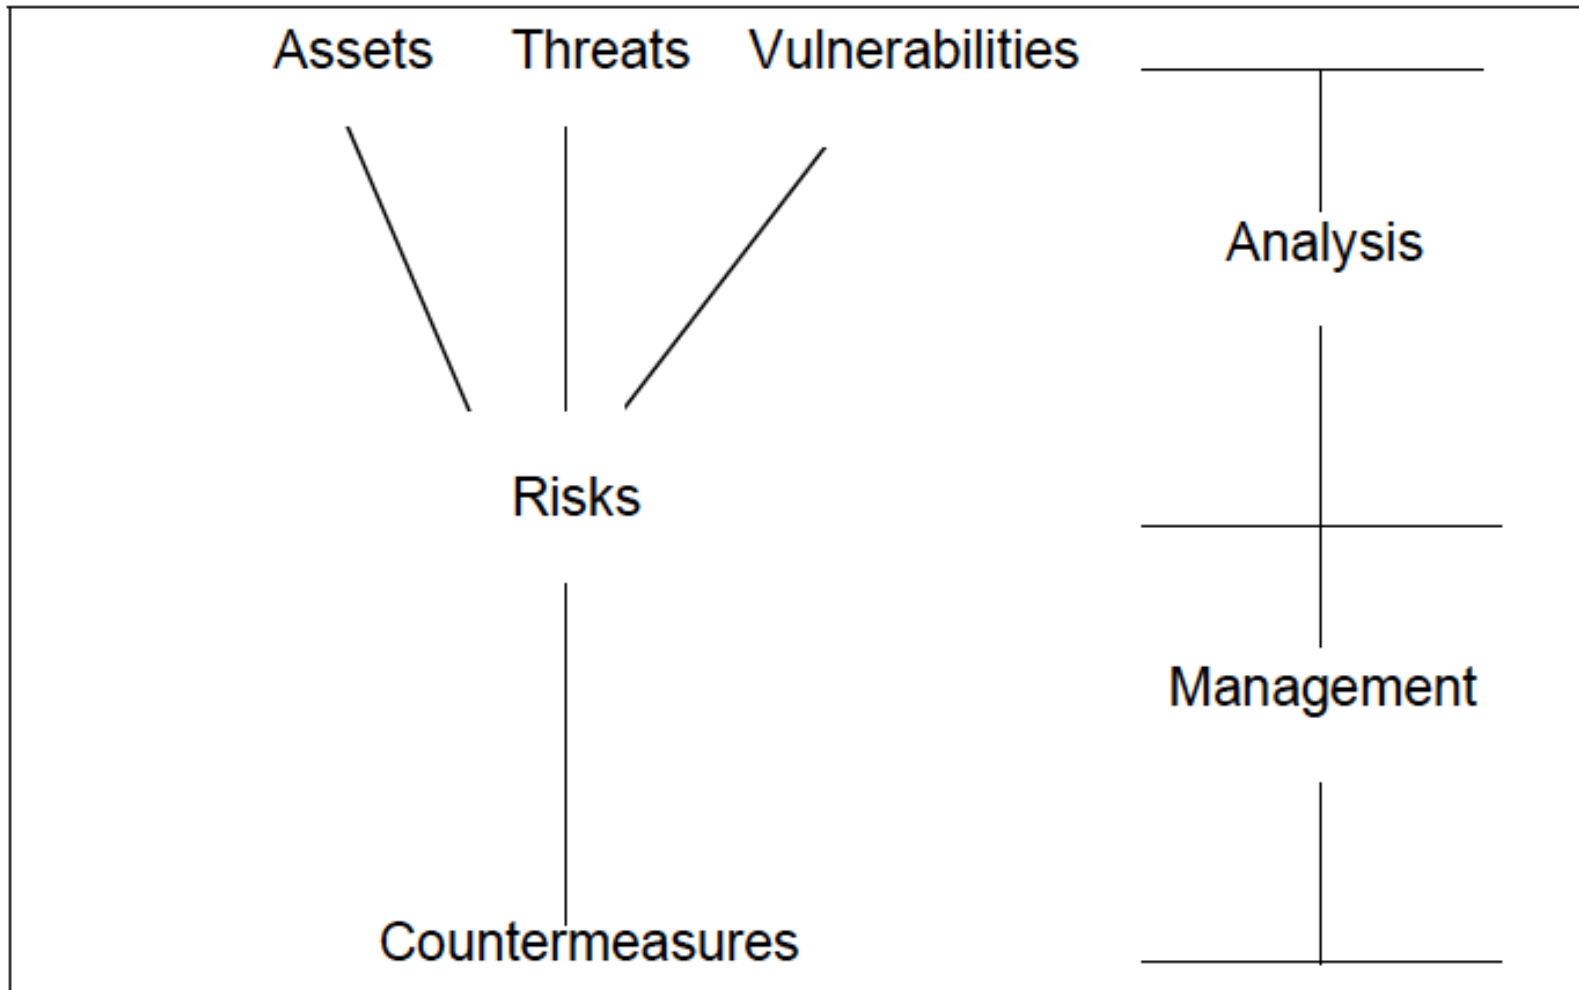 Assets Threats Vulnerabilities
Analysis
Risks
Management
Countermeasures